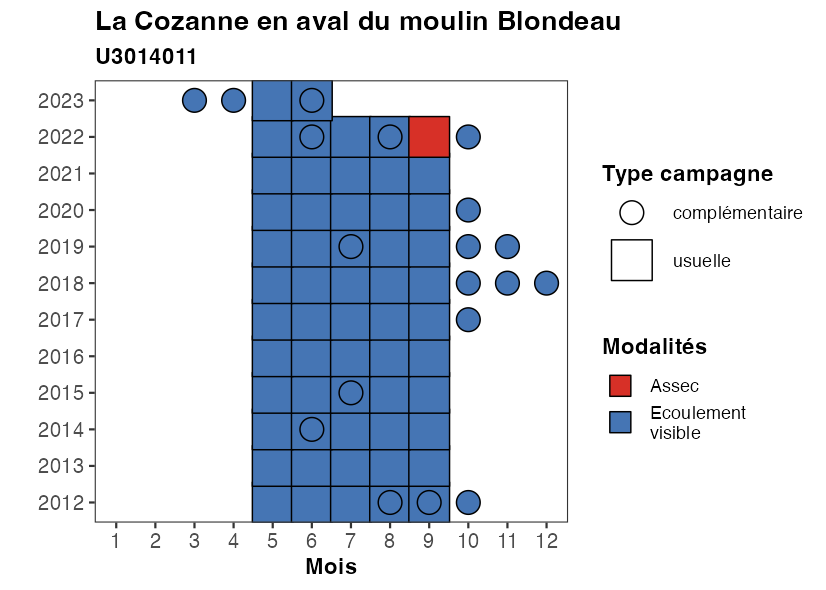 La Cozanne en aval du moulin Blondeau
U3014011
2023
2022
2021
2020
2019
2018
2017
2016
2015
2014
2013
2012
1 2 3 4 5 6 7 8 9 10 11 12
Mois
Type campagne
complémentaire
usuelle
Modalités
Assec
Ecoulement
visible